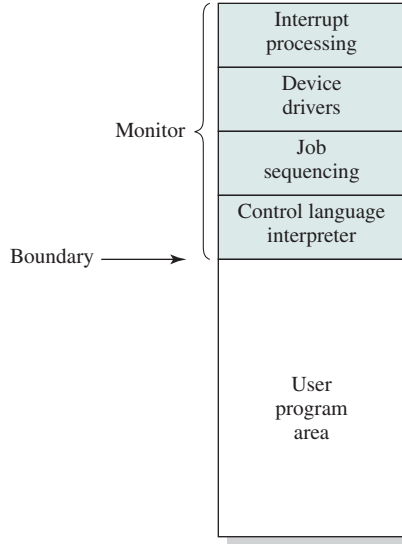 Interrupt
processing
Device
drivers
Monitor
Job
sequencing
Control language
interpreter
Boundary
User
program
area